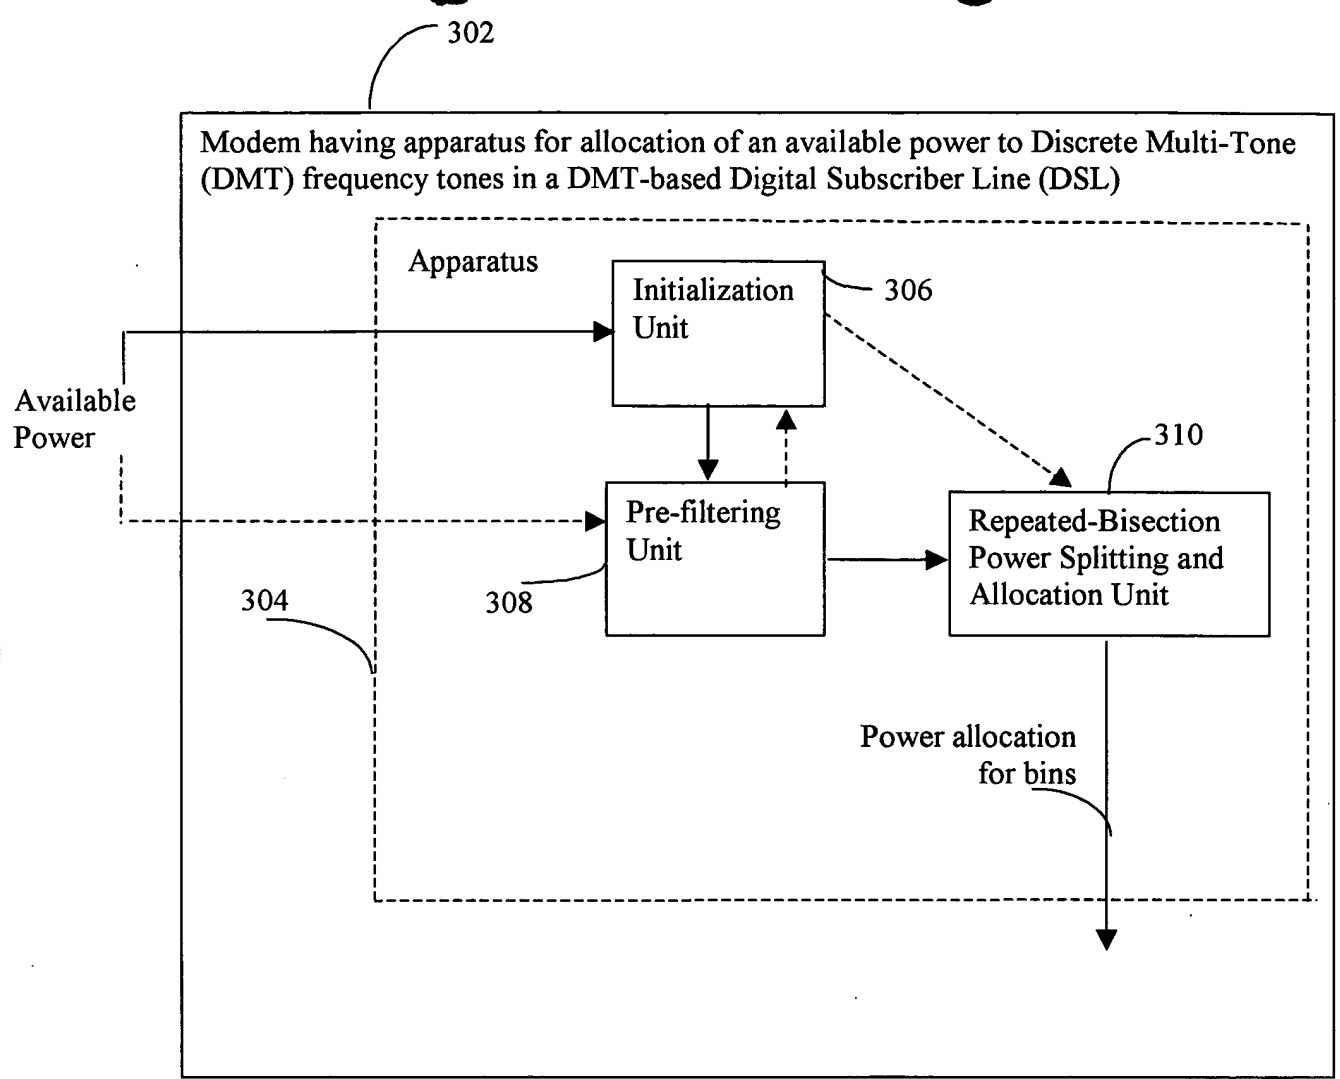 302
Modem having apparatus for allocation of an available power to Discrete Multi-Tone
(DMT) frequency tones in a DMT-based Digital Subscriber Line (DSL)
Apparatus
Initialization
Unit
306
Available
Power
310
Pre-filtering
Unit
Repeated-Bisection
Power Splitting and
Allocation Unit
304
308
Power allocation
for bins